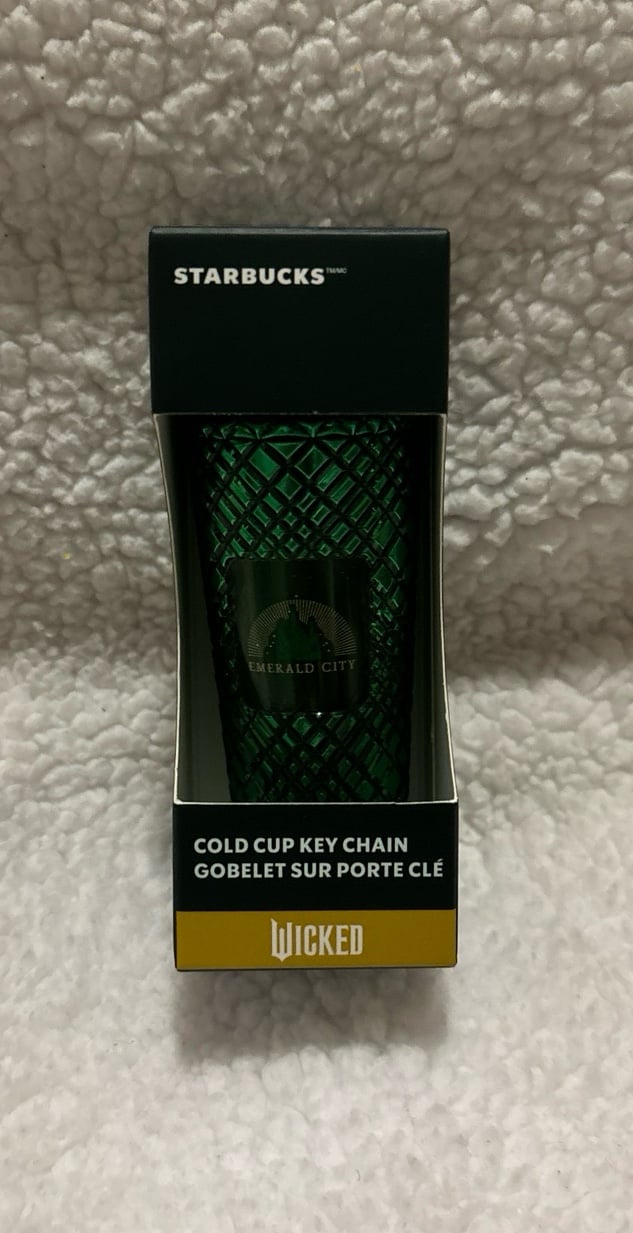 STARBUCKS™/MC
EMERALD CITY
COLD CUP KEY CHAIN
GOBELET SUR PORTE CLÉ
WICKED